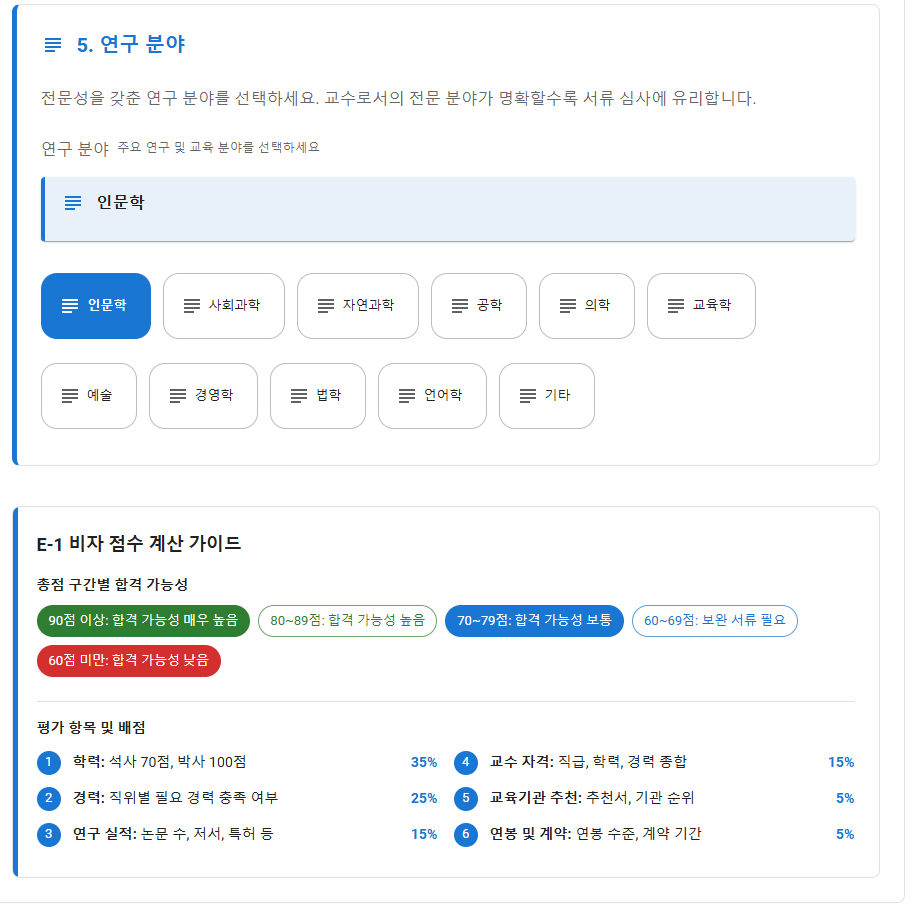 5. 연구 분야
전문성을 갖춘 연구 분야를 선택하세요. 교수로서의 전문 분야가 명확할수록 서류 심사에 유리합니다.
연구 분야 주요 연구 및 교육 분야를 선택하세요
인문학
인문학 사회과학 자연과학 공학 의학 교육학
예술 경영학 법학 언어학 기타
E-1 비자 점수 계산 가이드
총점 구간별 합격 가능성
90점 이상: 합격 가능성 매우 높음 80~89점: 합격 가능성 높음 70~79점: 합격 가능성 보통 60~69점: 보완 서류 필요
60점 미만: 합격 가능성 낮음
평가 항목 및 배점
1 학력: 석사 70점, 박사 100점 35% 4 교수 자격: 직급, 학력, 경력 종합 15%
2 경력: 직위별 필요 경력 충족 여부 25% 5 교육기관 추천: 추천서, 기관 순위 5%
3 연구 실적: 논문 수, 저서, 특허 등 15% 6 연봉 및 계약: 연봉 수준, 계약 기간 5%